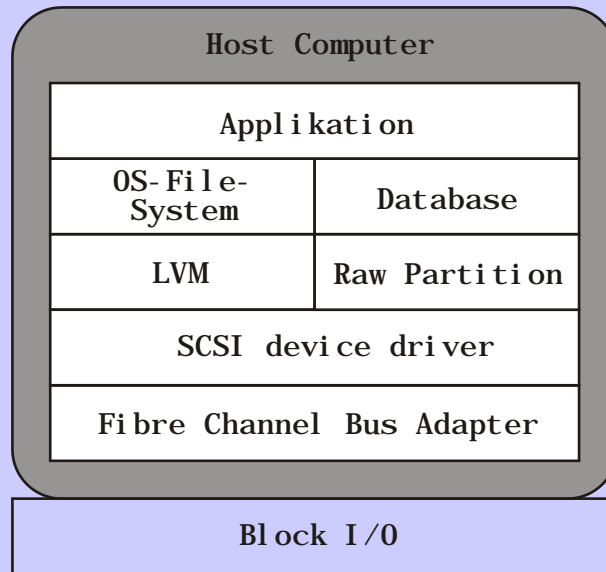 Host Computer
Applikation
OS-File-
System
Database
LVM
Raw Partition
SCSI device driver
Fibre Channel Bus Adapter
Block I/O